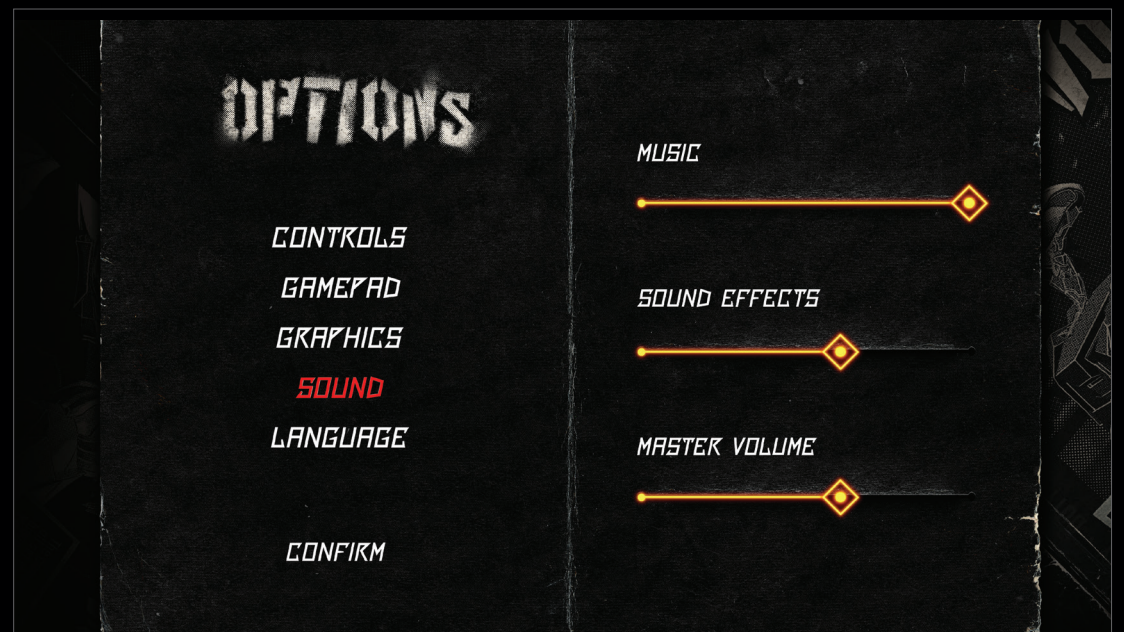 OPTIONS
CONTROLS
GAMEPAD
GRAPHICS
SOUND
LANGUAGE
CONFIRM
MUSIC
SOUND EFFECTS
MASTER VOLUME